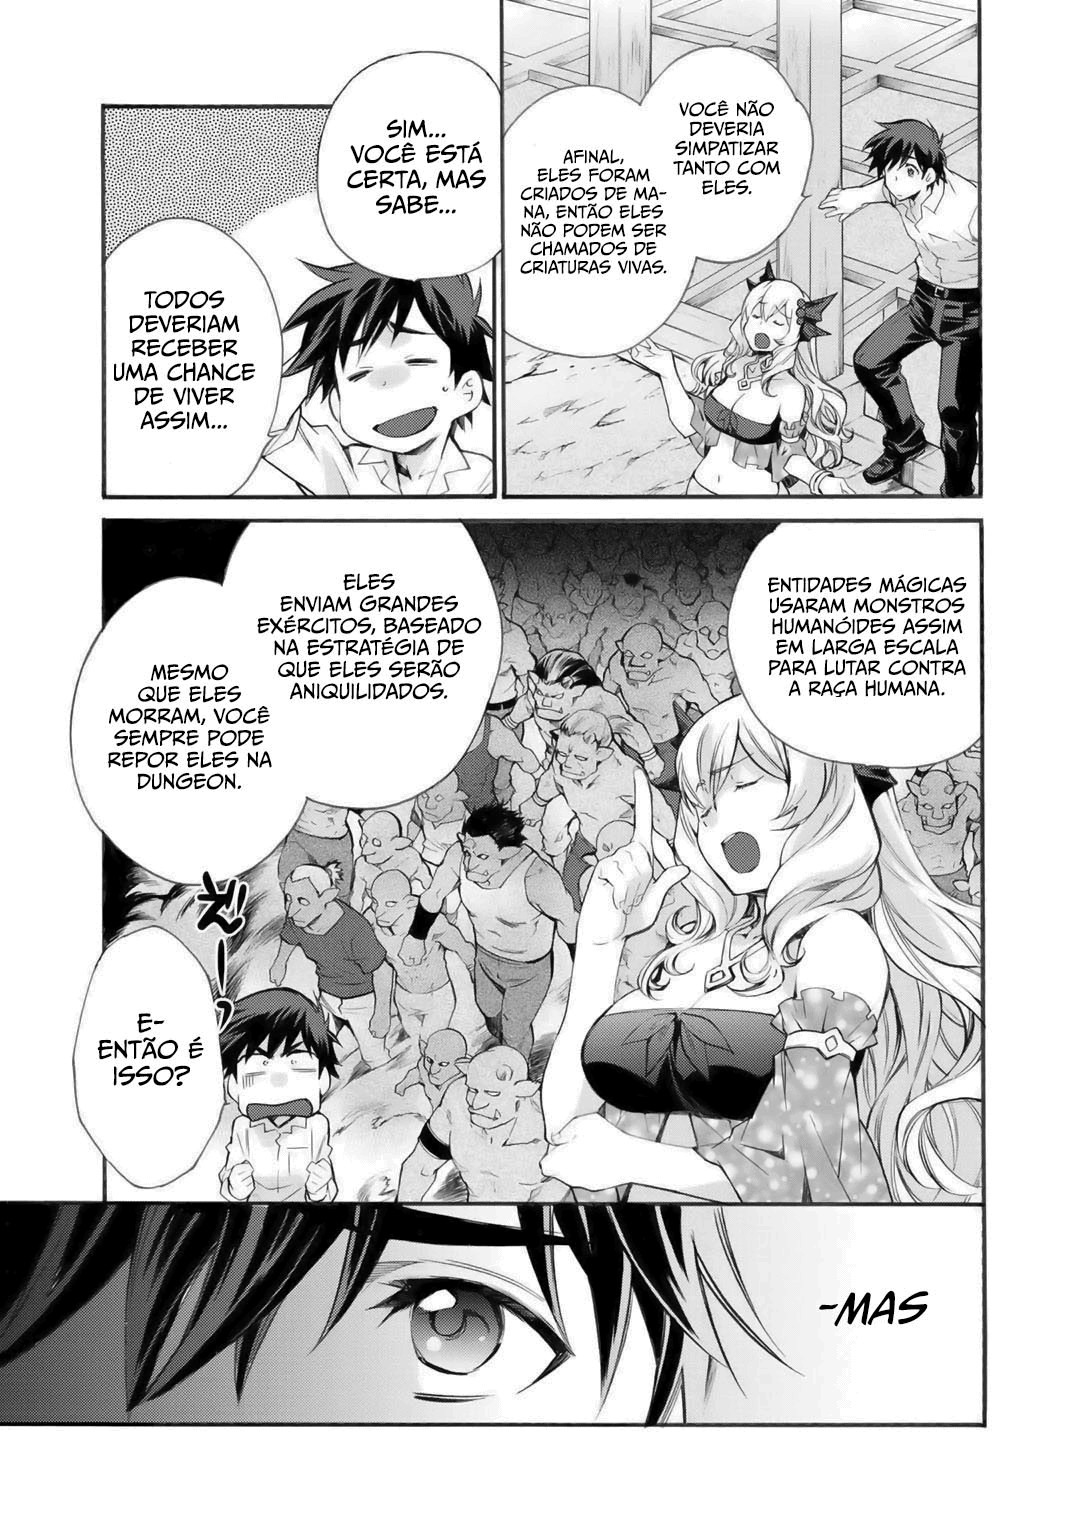 VOCÊ NÃO
DEVERIA
SIMPATIZAR
TANTO COM
ELES.
AFINAL,
ELES FORAM
CRIADOS DE MA-
NA, ENTÃO ELES
NÃO PODEM SER
CHAMADOS DE
CRIATURAS VIVAS.
SIM...
VOCÊ ESTÁ
CERTA, MAS
SABE...
TODOS
DEVERIAM
RECEBER
UMA CHANCE
DE VIVER
ASSIM...
ENTIDADES MÁGICAS
USARAM MONSTROS
HUMANÓIDES ASSIM
EM LARGA ESCALA
PARA LUTAR CONTRA
A RAÇA HUMANA.
ELES
ENVIAM GRANDES
EXÉRCITOS, BASEADO
NA ESTRATÉGIA DE
QUE ELES SERÃO
ANIQUILIDADOS.
MESMO
QUE ELES
MORRAM, VOCÊ
SEMPRE PODE
REPOR ELES NA
DUNGEON.
E-
ENTÃO É
ISSO?
-MAS